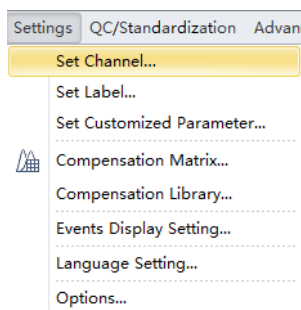 Settings QC/Standardization Advan
Set Channel...
Set Label...
Set Customized Parameter...
Compensation Matrix...
Compensation Library...
Events Display Setting...
Language Setting...
Options...